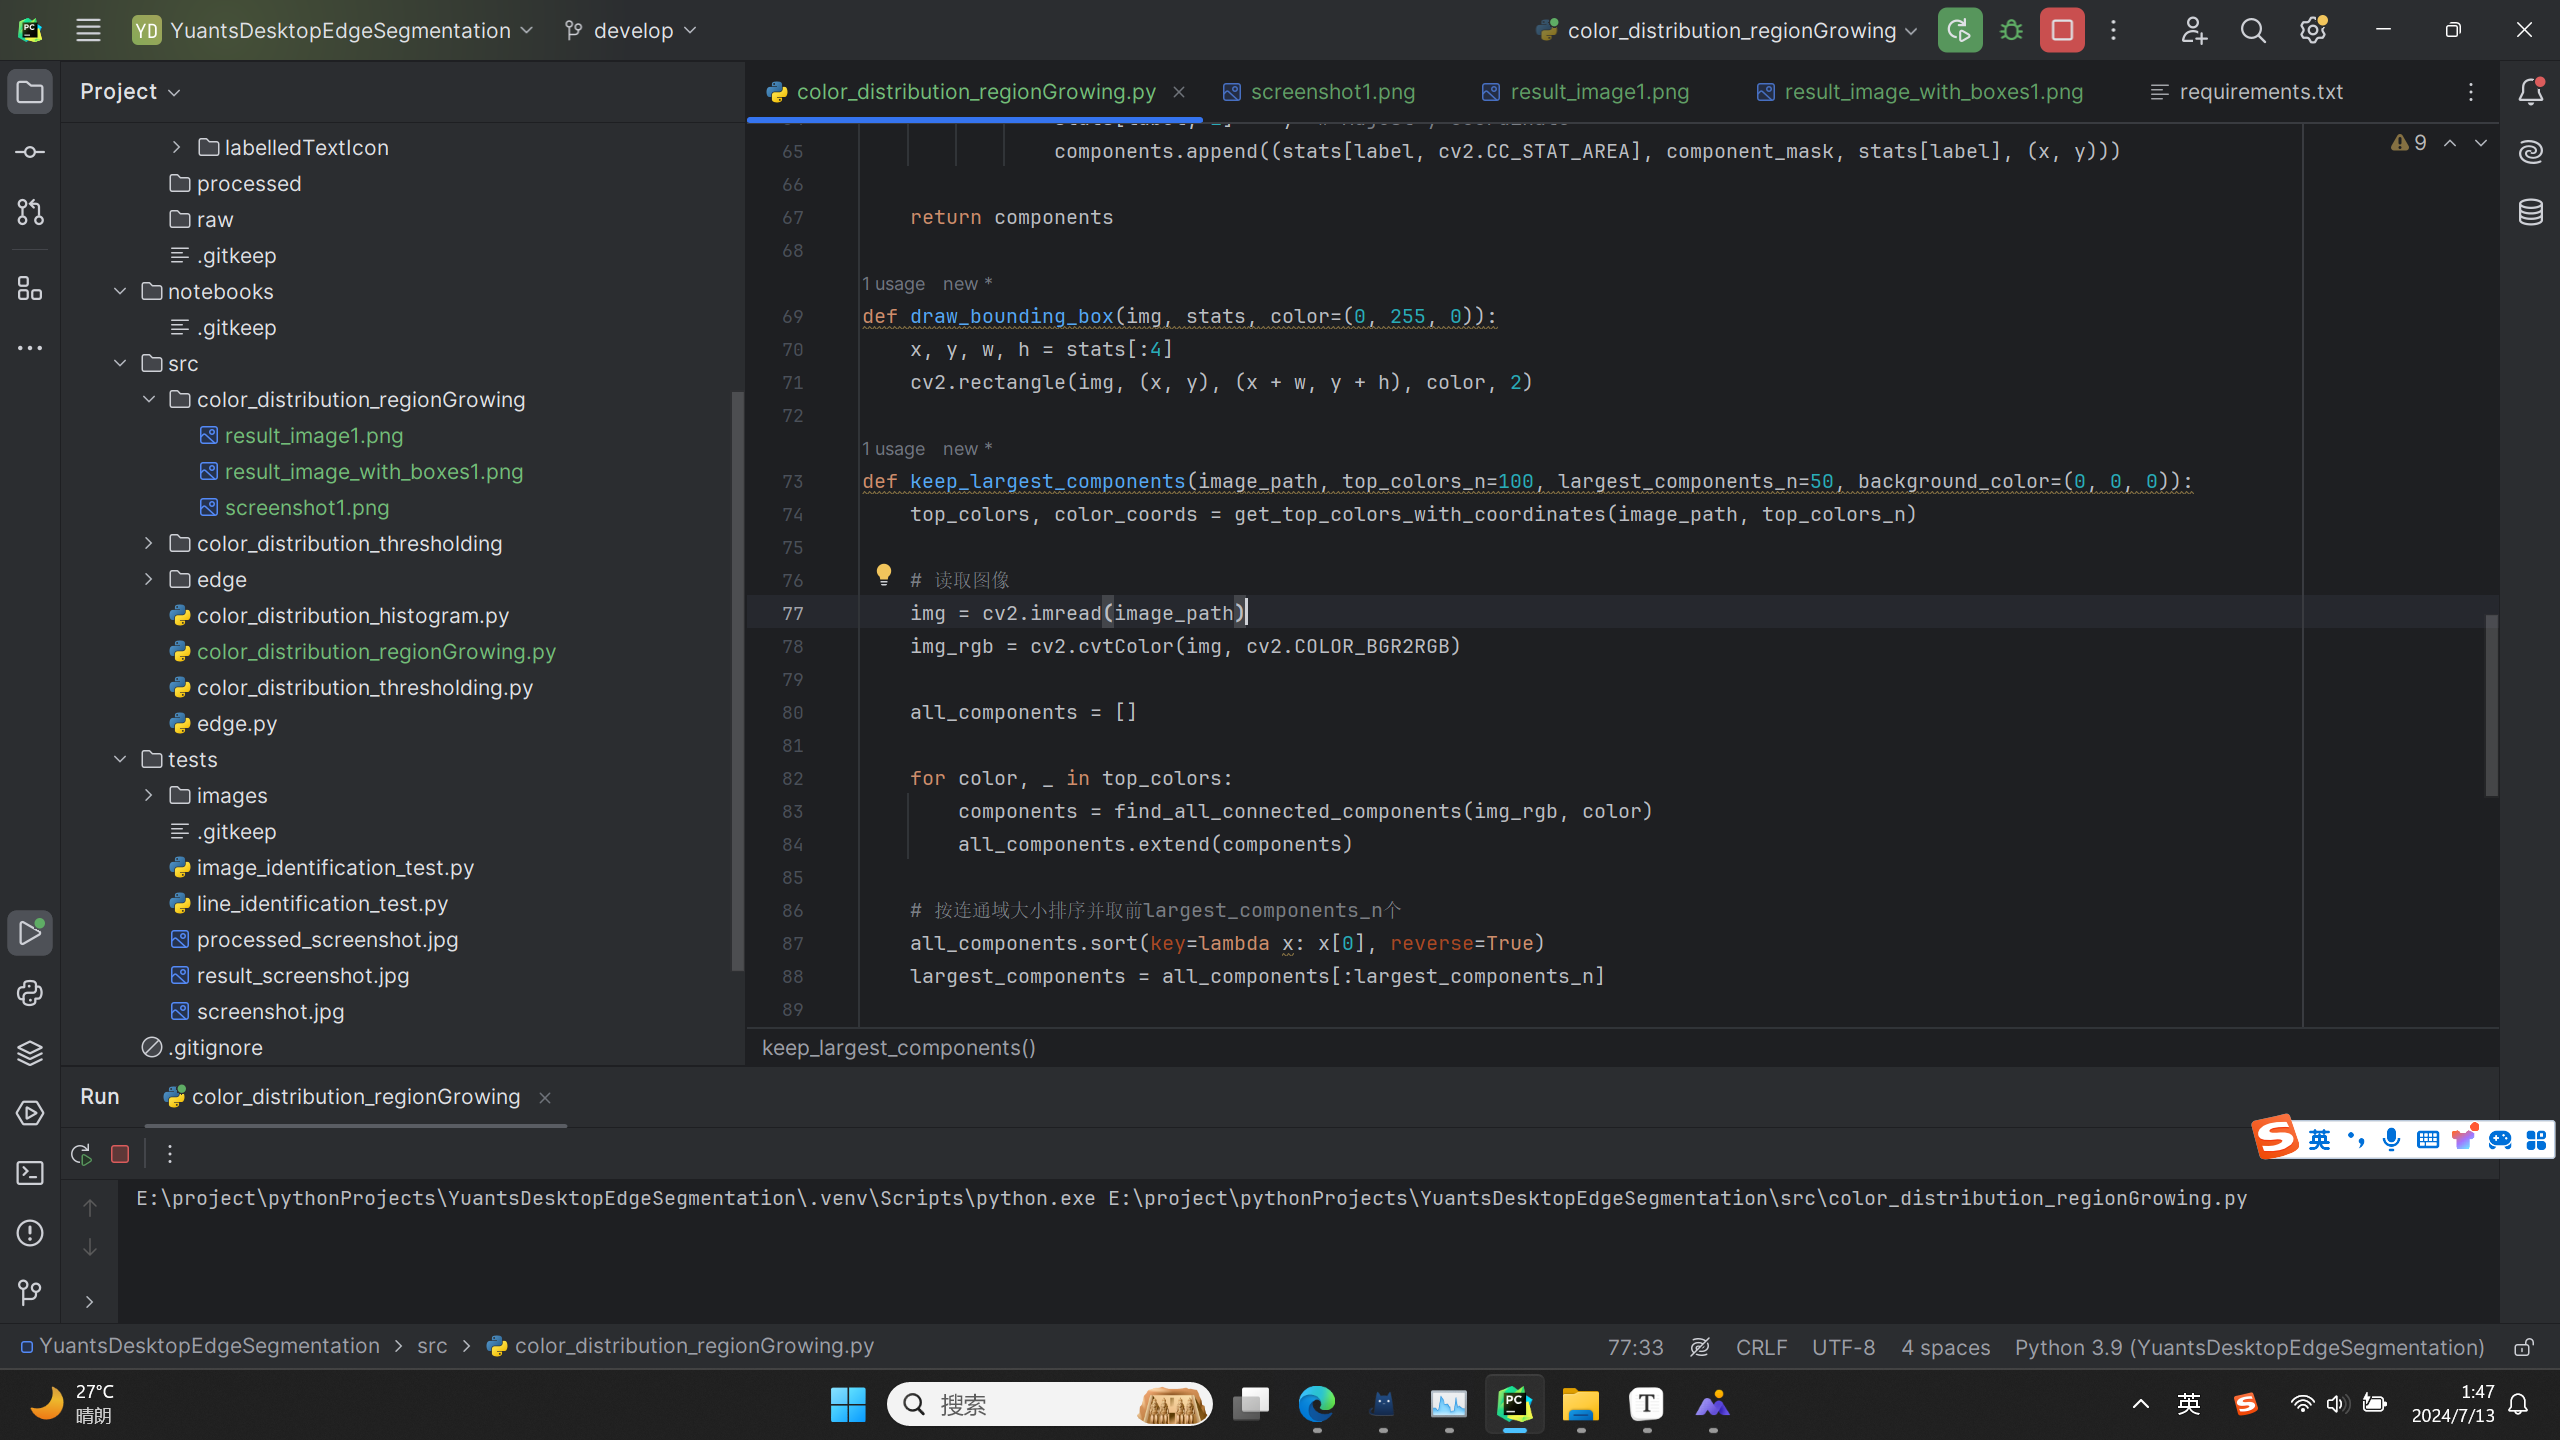 PC
YD YuantsDesktopEdgeSegmentation
develop
color_distribution_regionGrowing
Project
color_distribution_regionGrowing.py
screenshot1.png
result_image1.png
result_image_with_boxes1.png
requirements.txt
labelledTextIcon
processed
raw
.gitkeep
notebooks
.gitkeep
src
color_distribution_regionGrowing
result_image1.png
result_image_with_boxes1.png
screenshot1.png
color_distribution_thresholding
edge
color_distribution_histogram.py
color_distribution_regionGrowing.py
color_distribution_thresholding.py
edge.py
tests
images
.gitkeep
image_identification_test.py
line_identification_test.py
processed_screenshot.jpg
result_screenshot.jpg
screenshot.jpg
.gitignore
9
65 components.append((stats[label, cv2.CC_STAT_AREA], component_mask, stats[label], (x, y)))
66
67 return components
68
1 usage new *
69 def draw_bounding_box(img, stats, color=(0, 255, 0)):
70 x, y, w, h = stats[:4]
71 cv2.rectangle(img, (x, y), (x + w, y + h), color, 2)
72
1 usage new *
73 def keep_largest_components(image_path, top_colors_n=100, largest_components_n=50, background_color=(0, 0, 0)):
74 top_colors, color_coords = get_top_colors_with_coordinates(image_path, top_colors_n)
75
76 # 读取图像
77 img = cv2.imread(image_path)
78 img_rgb = cv2.cvtColor(img, cv2.COLOR_BGR2RGB)
79
80 all_components = []
81
82 for color, _ in top_colors:
83 components = find_all_connected_components(img_rgb, color)
84 all_components.extend(components)
85
86 # 按连通域大小排序并取前largest_components_n个
87 all_components.sort(key=lambda x: x[0], reverse=True)
88 largest_components = all_components[:largest_components_n]
89
keep_largest_components()
Run color_distribution_regionGrowing
英
E:\project\pythonProjects\YuantsDesktopEdgeSegmentation\.venv\Scripts\python.exe E:\project\pythonProjects\YuantsDesktopEdgeSegmentation\src\color_distribution_regionGrowing.py
YuantsDesktopEdgeSegmentation > src > color_distribution_regionGrowing.py
77:33 CRLF UTF-8 4 spaces Python 3.9 (YuantsDesktopEdgeSegmentation)
27°C
晴朗
搜索
PC
T
英
1:47
2024/7/13